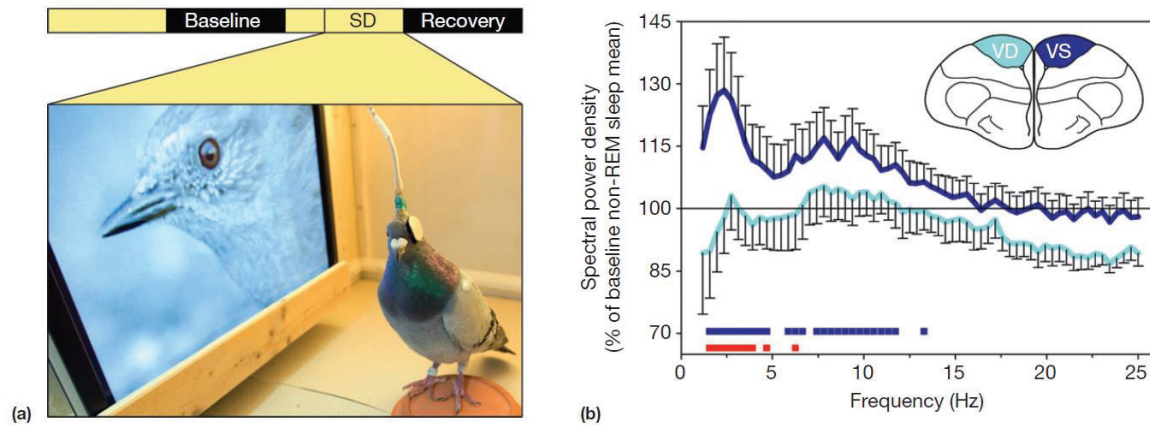 Baseline SD Recovery
(a)
(b)
Spectral power density
(% of baseline non-REM sleep mean)
145
130
115
100
85
70
VD VS
0 5 10 15 20 25
Frequency (Hz)